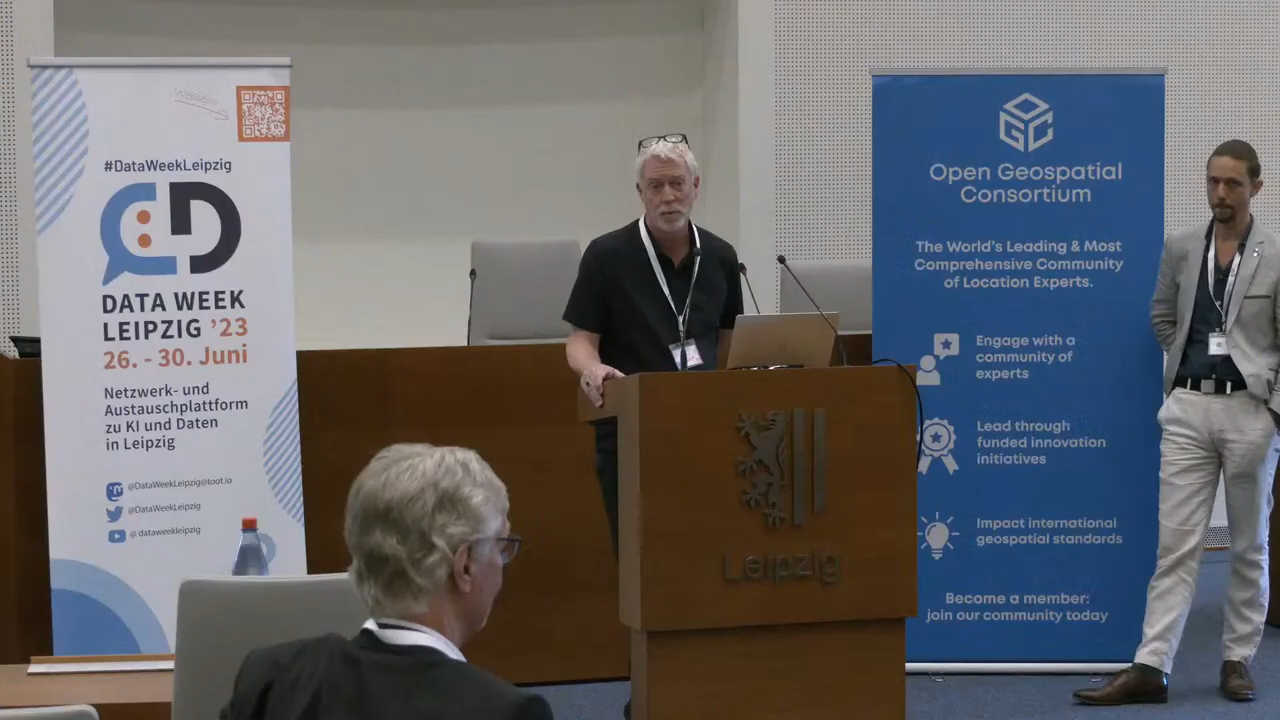 Website
#DataWeekLeipzig
DATA WEEK
LEIPZIG ’23
26. - 30. Juni
Netzwerk- und
Austauschplattform
zu KI und Daten
in Leipzig
@DataWeekLeipzig@toot.io
@DataWeekLeipzig
@ dataweekleipzig
Leipzig
OGC
Open Geospatial
Consortium
The World's Leading & Most
Comprehensive Community
of Location Experts.
Engage with a
community of
experts
Lead through
funded innovation
initiatives
Impact international
geospatial standards
Become a member:
join our community today